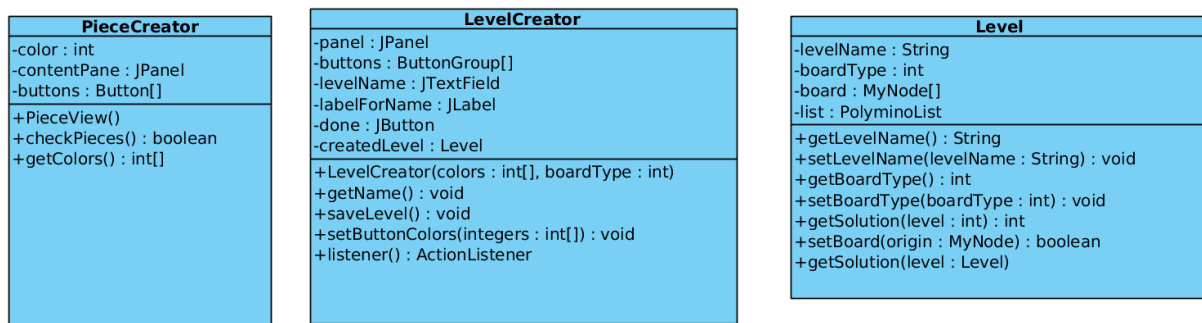 PieceCreator
-color : int
-contentPane : JPanel
-buttons : Button[]
+PieceView()
+checkPieces() : boolean
+getColors() : int[]
LevelCreator
-panel : JPanel
-buttons : ButtonGroup[]
-levelName : JTextField
-labelForName : JLabel
-done : JButton
-createdLevel : Level
+LevelCreator(colors : int[], boardType : int)
+getName() : void
+saveLevel() : void
+setButtonColors(integers : int[]) : void
+listener() : ActionListener
Level
-levelName : String
-boardType : int
-board : MyNode[]
-list : PolyminoList
+getLevelName() : String
+setLevelName(levelName : String) : void
+getBoardType() : int
+setBoardType(boardType : int) : void
+getSolution(level : int) : int
+setBoard(origin : MyNode) : boolean
+getSolution(level : Level)